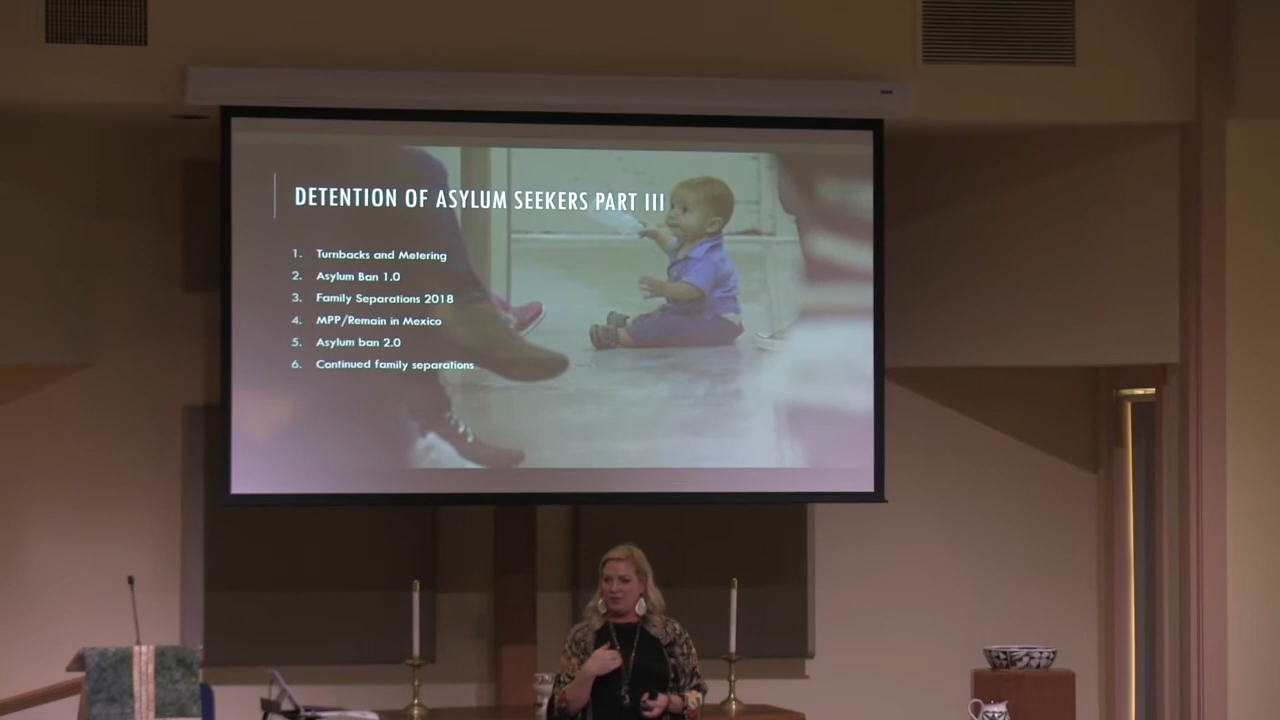 DETENTION OF ASYLUM SEEKERS PART III
1. Turnbacks and Metering
2. Asylum Ban 1.0
3. Family Separations 2018
4. MPP/Remain in Mexico
5. Asylum ban 2.0
6. Continued family separations